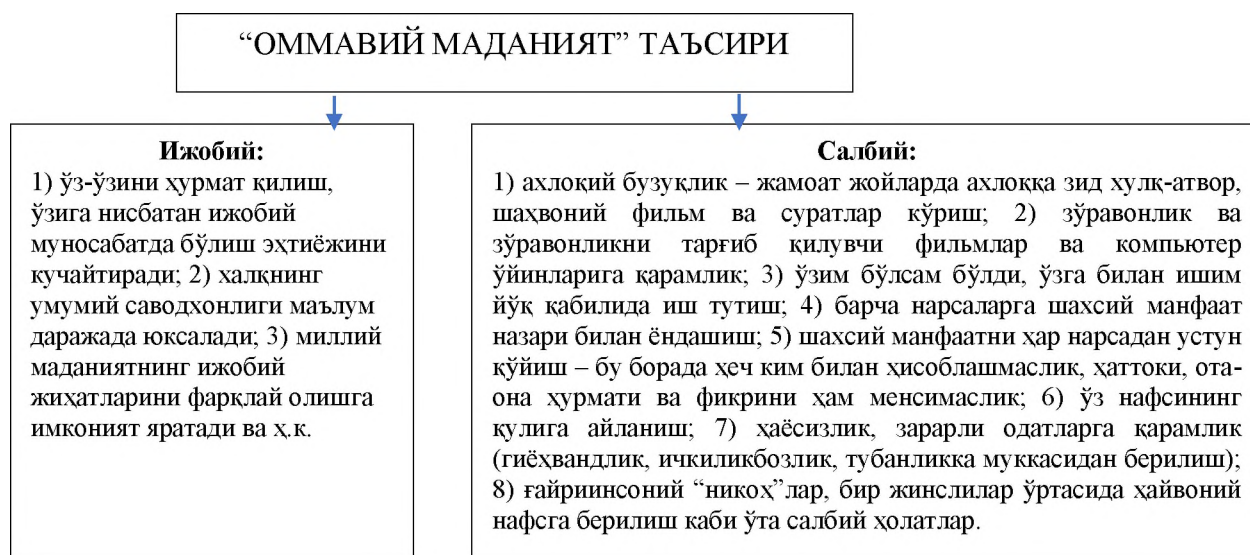 “ОММАВИЙ МАДАНИЯТ” ТАЪСИРИ
Ижобий:
1) ўз-ўзини ҳурмат қилиш,
ўзига нисбатан ижобий
муносабатда бўлиш эҳтиёжини
кучайтиради; 2) халқнинг
умумий саводхонлиги маълум
даражада юксалади; 3) миллий
маданиятнинг ижобий
жиҳатларини фарқлай олишга
имконият яратади ва ҳ.к.
Салбий:
1) ахлоқий бузуқлик – жамоат жойларда ахлоққа зид хулқ-атвор,
шаҳвоний фильм ва суратлар кўриш; 2) зўравонлик ва
зўравонликни тарғиб қилувчи фильмлар ва компьютер
ўйинларига қарамлик; 3) ўзим бўлсам бўлди, ўзга билан ишим
йўқ қабилида иш тутиш; 4) барча нарсаларга шахсий манфаат
назари билан ёндашиш; 5) шахсий манфаатни ҳар нарсадан устун
қўйиш – бу борада ҳеч ким билан ҳисоблашмаслик, ҳаттоки, ота-
она ҳурмати ва фикрини ҳам менсимаслик; 6) ўз нафсининг
қулига айланиш; 7) ҳаёсизлик, зарарли одатларга қарамлик
(гиёҳвандлик, ичкиликбозлик, тубанликка муккасидан берилиш);
8) ғайриинсоний “никоҳ”лар, бир жинслилар ўртасида ҳайвоний
нафсга берилиш каби ўта салбий ҳолатлар.